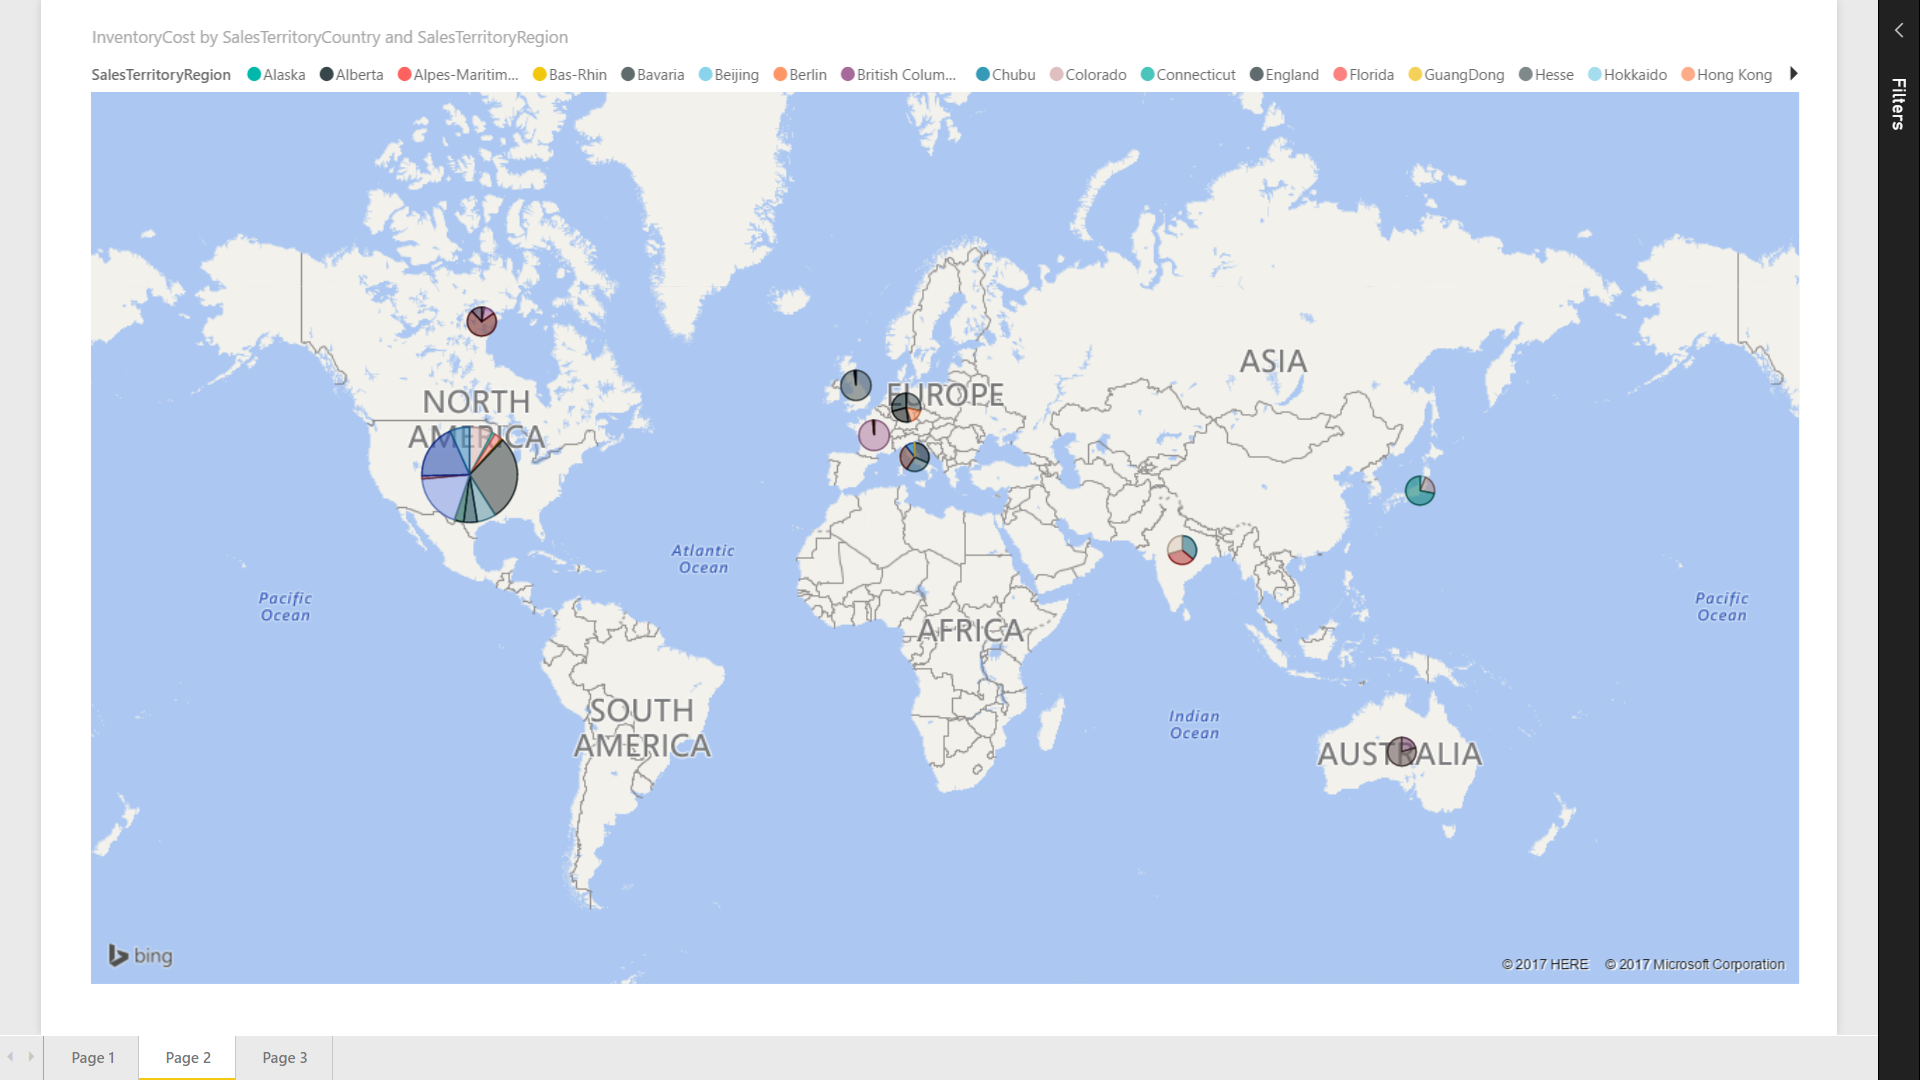 InventoryCost by SalesTerritoryCountry and SalesTerritoryRegion
SalesTerritoryRegion Alaska Alberta Alpes-Maritim... Bas-Rhin Bavaria Beijing Berlin British Colum... Chubu Colorado Connecticut England Florida GuangDong Hesse Hokkaido Hong Kong
Filters
ASIA
NORTH
AMERICA
EUROPE
Atlantic
Ocean
Pacific
Ocean
Pacific
Ocean
AFRICA
SOUTH
AMERICA
Indian
Ocean
AUSTRALIA
bing
© 2017 HERE © 2017 Microsoft Corporation
Page 1 Page 2 Page 3